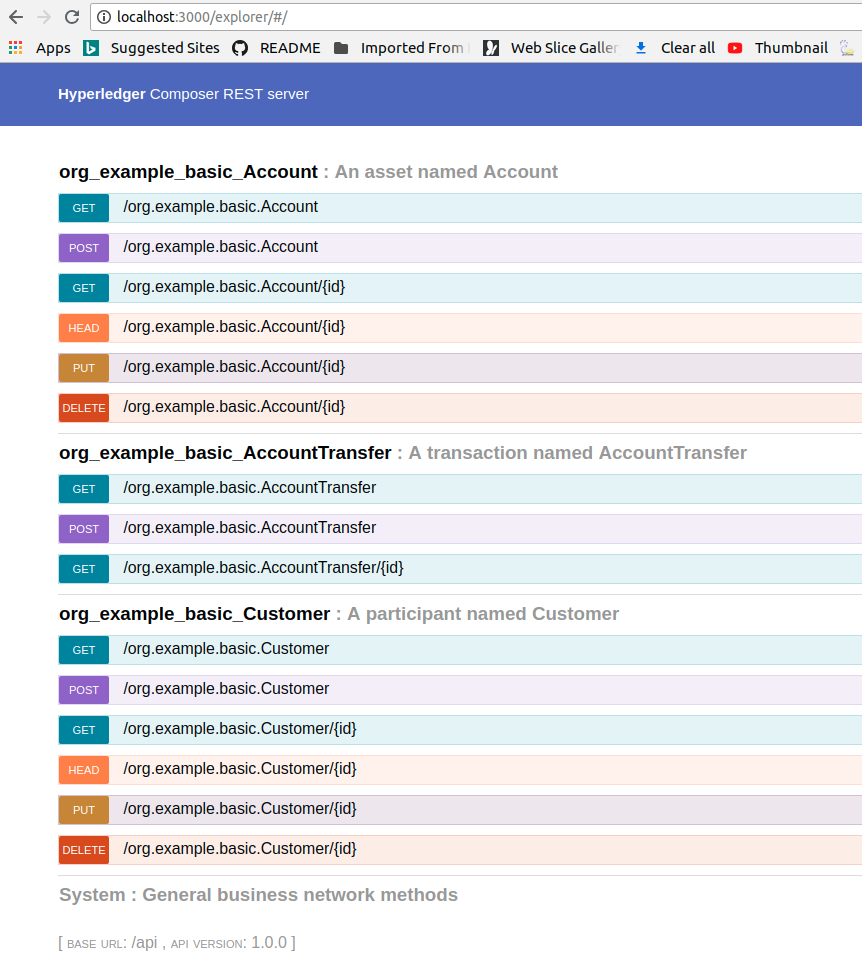 localhost:3000/explorer/#/
Apps Suggested Sites README Imported From Web Slice Galler Clear all Thumbnail
Hyperledger Composer REST server
org_example_basic_Account : An asset named Account
GET /org.example.basic.Account
POST /org.example.basic.Account
GET /org.example.basic.Account/{id}
HEAD /org.example.basic.Account/{id}
PUT /org.example.basic.Account/{id}
DELETE /org.example.basic.Account/{id}
org_example_basic_AccountTransfer : A transaction named AccountTransfer
GET /org.example.basic.AccountTransfer
POST /org.example.basic.AccountTransfer
GET /org.example.basic.AccountTransfer/{id}
org_example_basic_Customer : A participant named Customer
GET /org.example.basic.Customer
POST /org.example.basic.Customer
GET /org.example.basic.Customer/{id}
HEAD /org.example.basic.Customer/{id}
PUT /org.example.basic.Customer/{id}
DELETE /org.example.basic.Customer/{id}
System : General business network methods
[ BASE URL: /api , API VERSION: 1.0.0 ]